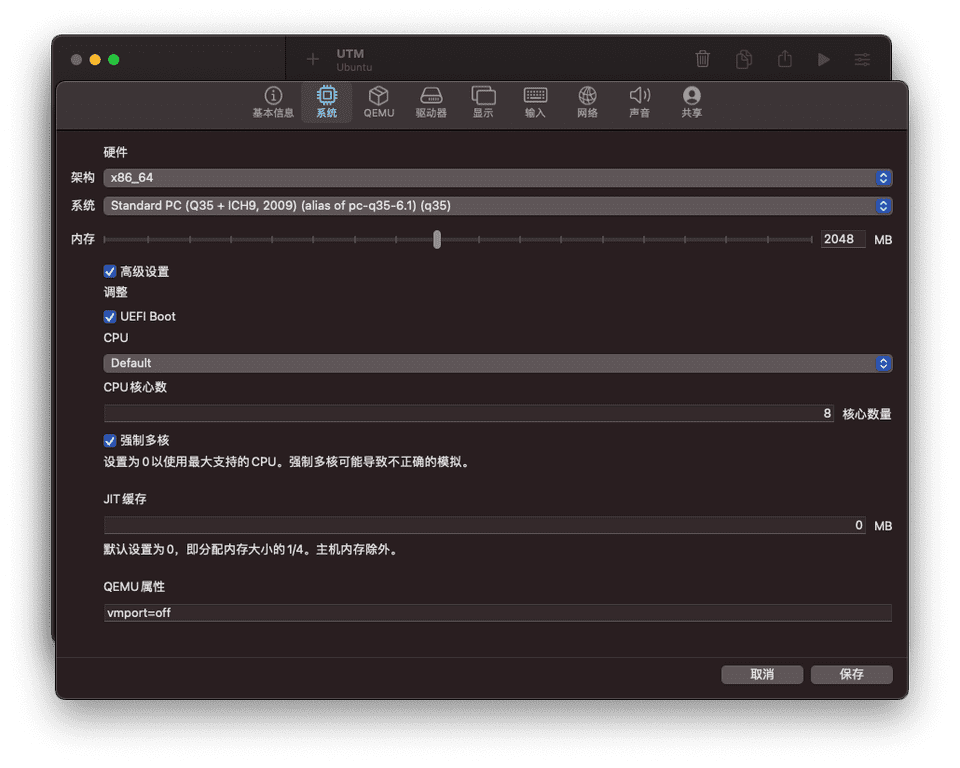 UTM
Ubuntu
基本信息 系统 QEMU 驱动器 显示 输入 网络 声音 共享
硬件
架构 x86_64
系统 Standard PC (Q35 + ICH9, 2009) (alias of pc-q35-6.1) (q35)
内存 2048 MB
高级设置
调整
UEFI Boot
CPU
Default
CPU 核心数
8 核心数量
强制多核
设置为 0 以使用最大支持的 CPU。强制多核可能导致不正确的模拟。
JIT 缓存
0 MB
默认设置为 0，即分配内存大小的 1/4。主机内存除外。
QEMU 属性
vmport=off
取消 保存